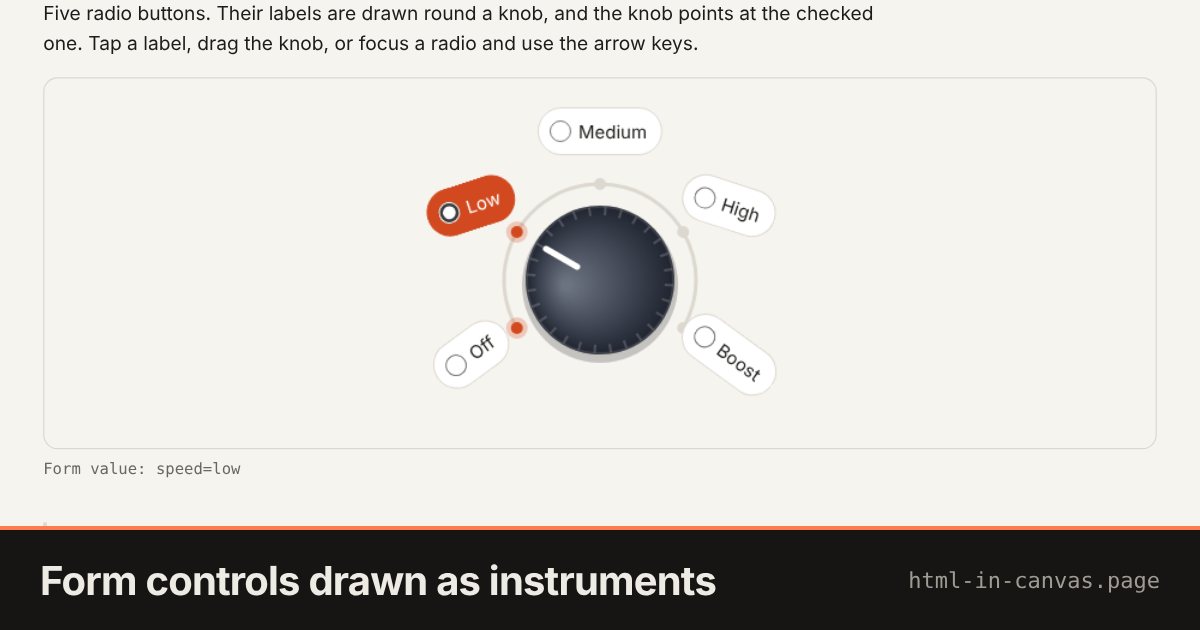 Five radio buttons. Their labels are drawn round a knob, and the knob points at the checked
one. Tap a label, drag the knob, or focus a radio and use the arrow keys.
Medium
Low
High
Off
Boost
Form value: speed=low
Form controls drawn as instruments
html-in-canvas.page